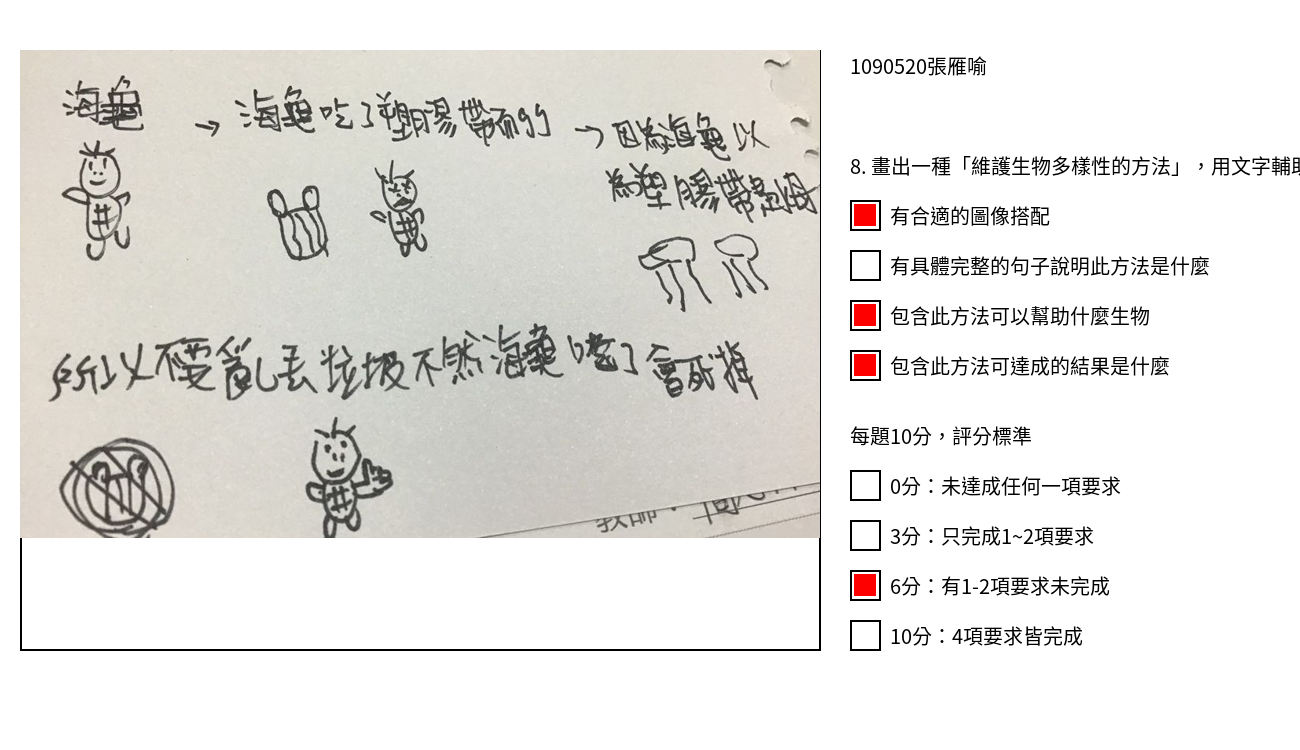 海龜
→ 海龜吃了塑膠帶而
→ 因為海龜以
為塑膠帶是
所以不要亂丟垃圾不然海龜吃了會死掉
教師：
1090520張雁喻
8. 畫出一種「維護生物多樣性的方法」，用文字輔助
有合適的圖像搭配
有具體完整的句子說明此方法是什麼
包含此方法可以幫助什麼生物
包含此方法可達成的結果是什麼
每題10分，評分標準
0分：未達成任何一項要求
3分：只完成1~2項要求
6分：有1-2項要求未完成
10分：4項要求皆完成